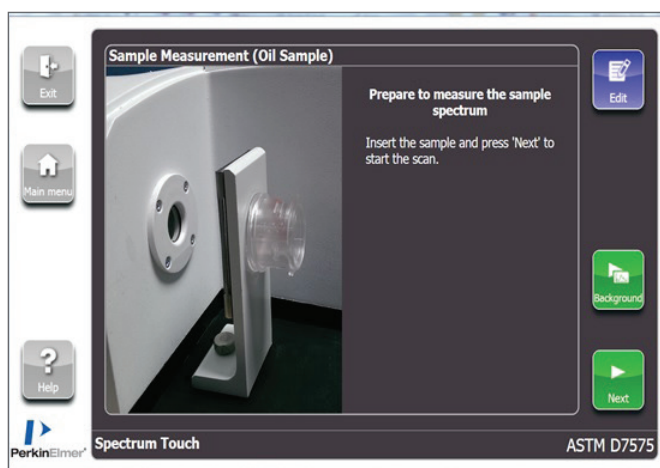 Exit
Main menu
?
Help
PerkinElmer
Sample Measurement (Oil Sample)
Prepare to measure the sample
spectrum
Insert the sample and press 'Next' to
start the scan.
Edit
Background
Next
Spectrum Touch
ASTM D7575